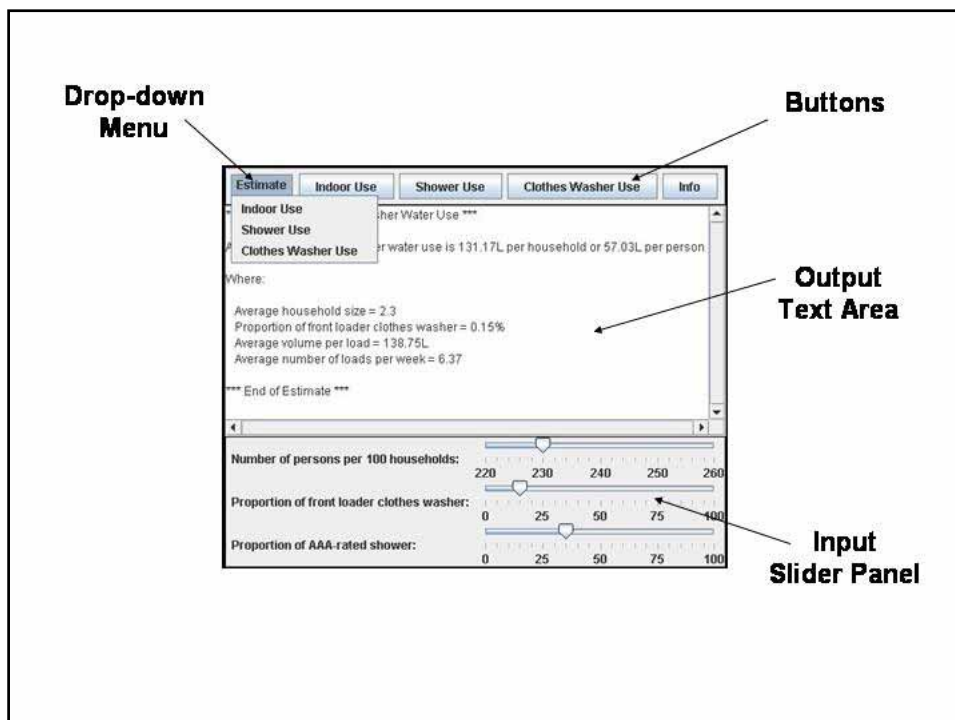 Drop-down
Menu
Buttons
Estimate Indoor Use Shower Use Clothes Washer Use Info
Indoor Use
Shower Use
Clothes Washer Use
Water Use ***
water use is 131.17L per household or 57.03L per person
Where:
Average household size = 2.3
Proportion of front loader clothes washer = 0.15%
Average volume per load = 138.75L
Average number of loads per week = 6.37
*** End of Estimate ***
Output
Text Area
Number of persons per 100 households:
220 230 240 250 260
Proportion of front loader clothes washer:
0 25 50 75 100
Proportion of AAA-rated shower:
0 25 50 75 100
Input
Slider Panel